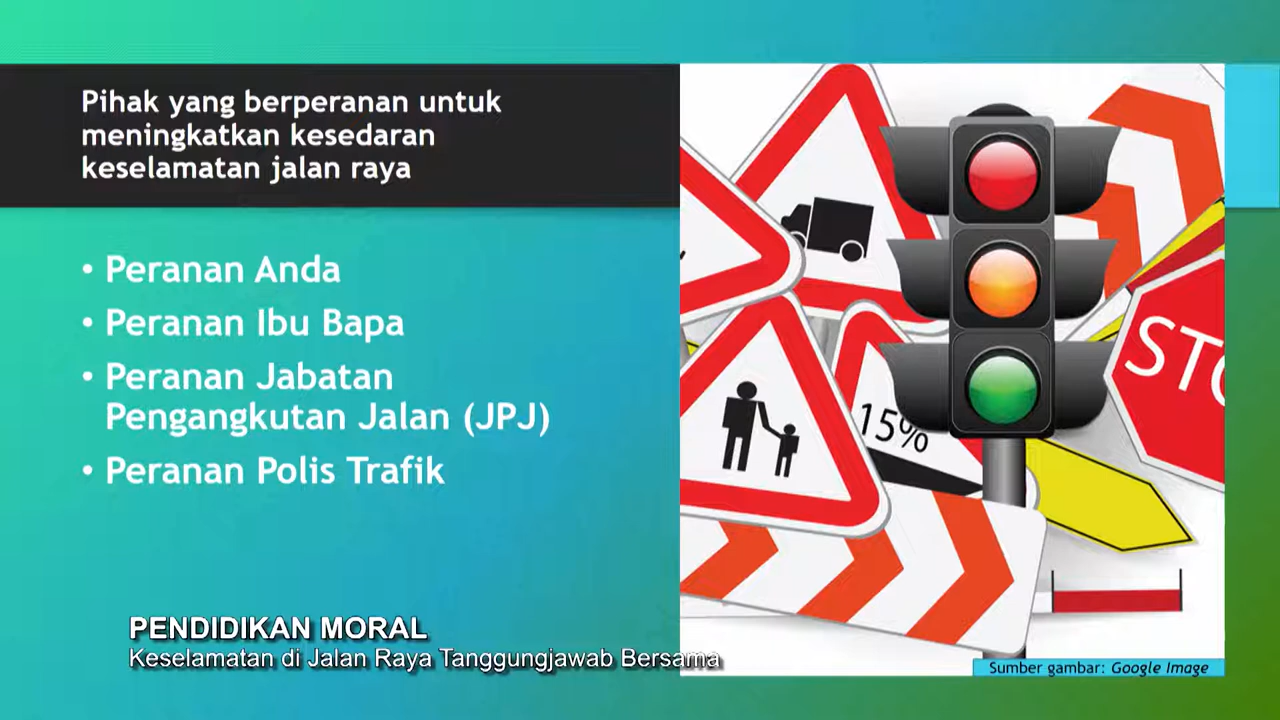 Pihak yang berperanan untuk
meningkatkan kesedaran
keselamatan jalan raya
• Peranan Anda
• Peranan Ibu Bapa
• Peranan Jabatan
Pengangkutan Jalan (JPJ)
• Peranan Polis Trafik
15%
STO
PENDIDIKAN MORAL
Keselamatan di Jalan Raya Tanggungjawab Bersama
Sumber gambar: Google Image